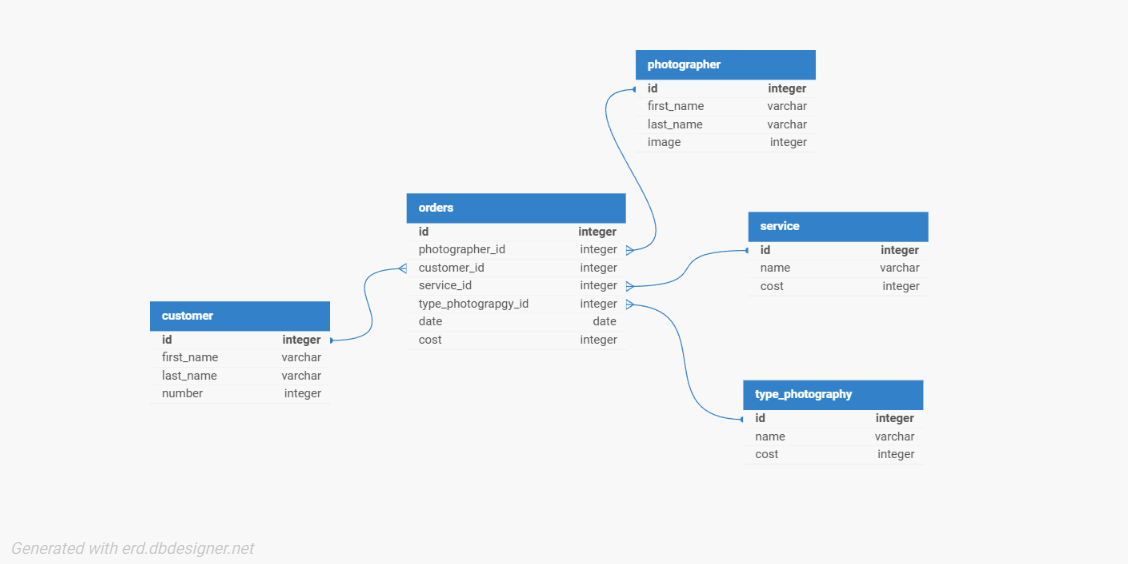 photographer
id integer
first_name varchar
last_name varchar
image integer
orders
id integer
photographer_id integer
customer_id integer
service_id integer
type_photograpgy_id integer
date date
cost integer
service
id integer
name varchar
cost integer
customer
id integer
first_name varchar
last_name varchar
number integer
type_photography
id integer
name varchar
cost integer
Generated with erd.dbdesigner.net